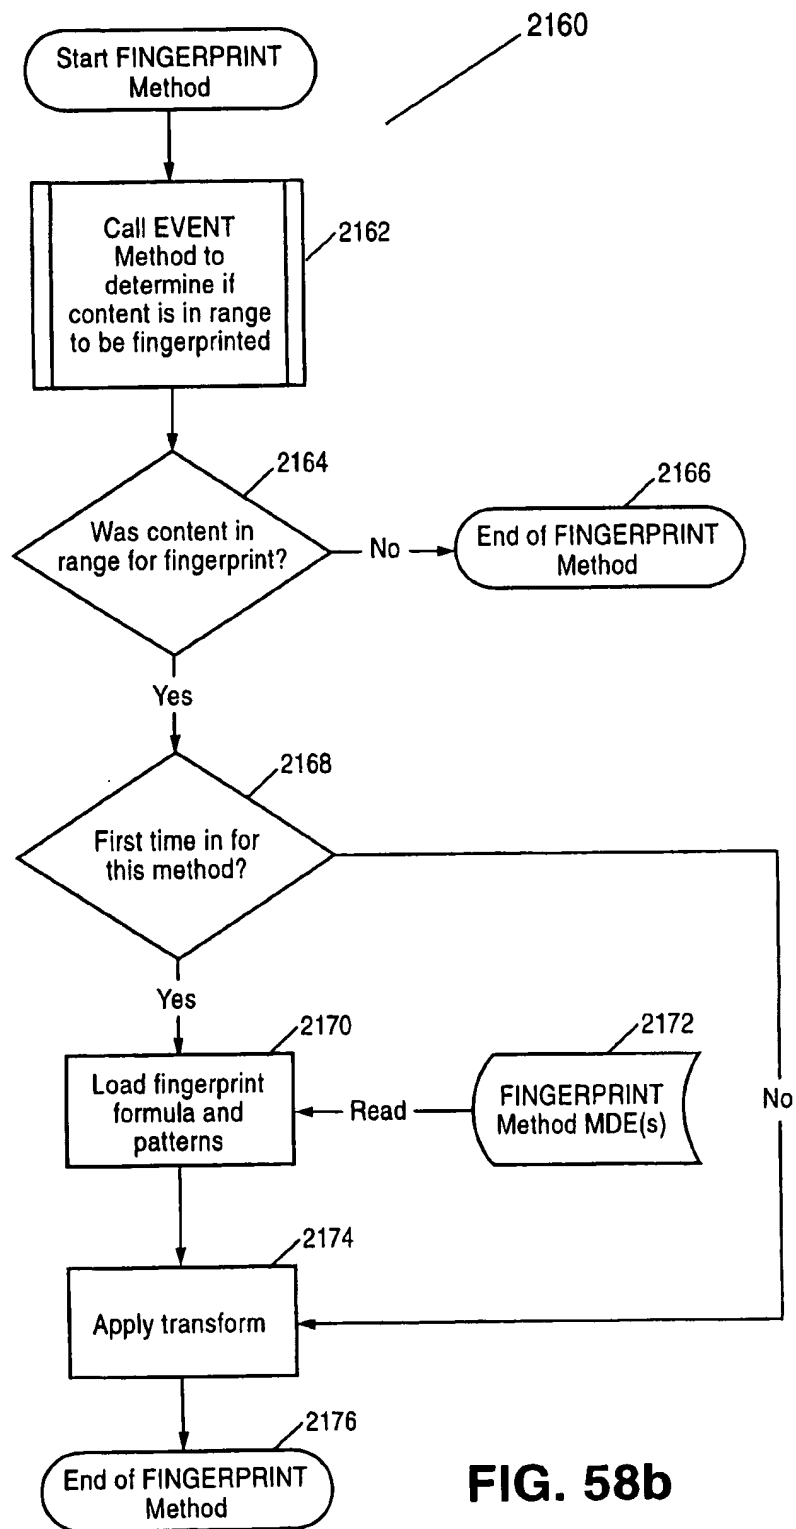 2160
Start FINGERPRINT
Method
Call EVENT
Method to
determine if
content is in range
to be fingerprinted
2162
2164
Was content in
range for fingerprint?
No
2166
End of FINGERPRINT
Method
Yes
2168
First time in for
this method?
Yes
2170
Load fingerprint
formula and
patterns
Read
2172
FINGERPRINT
Method MDE(s)
No
2174
Apply transform
2176
End of FINGERPRINT
Method
FIG. 58b